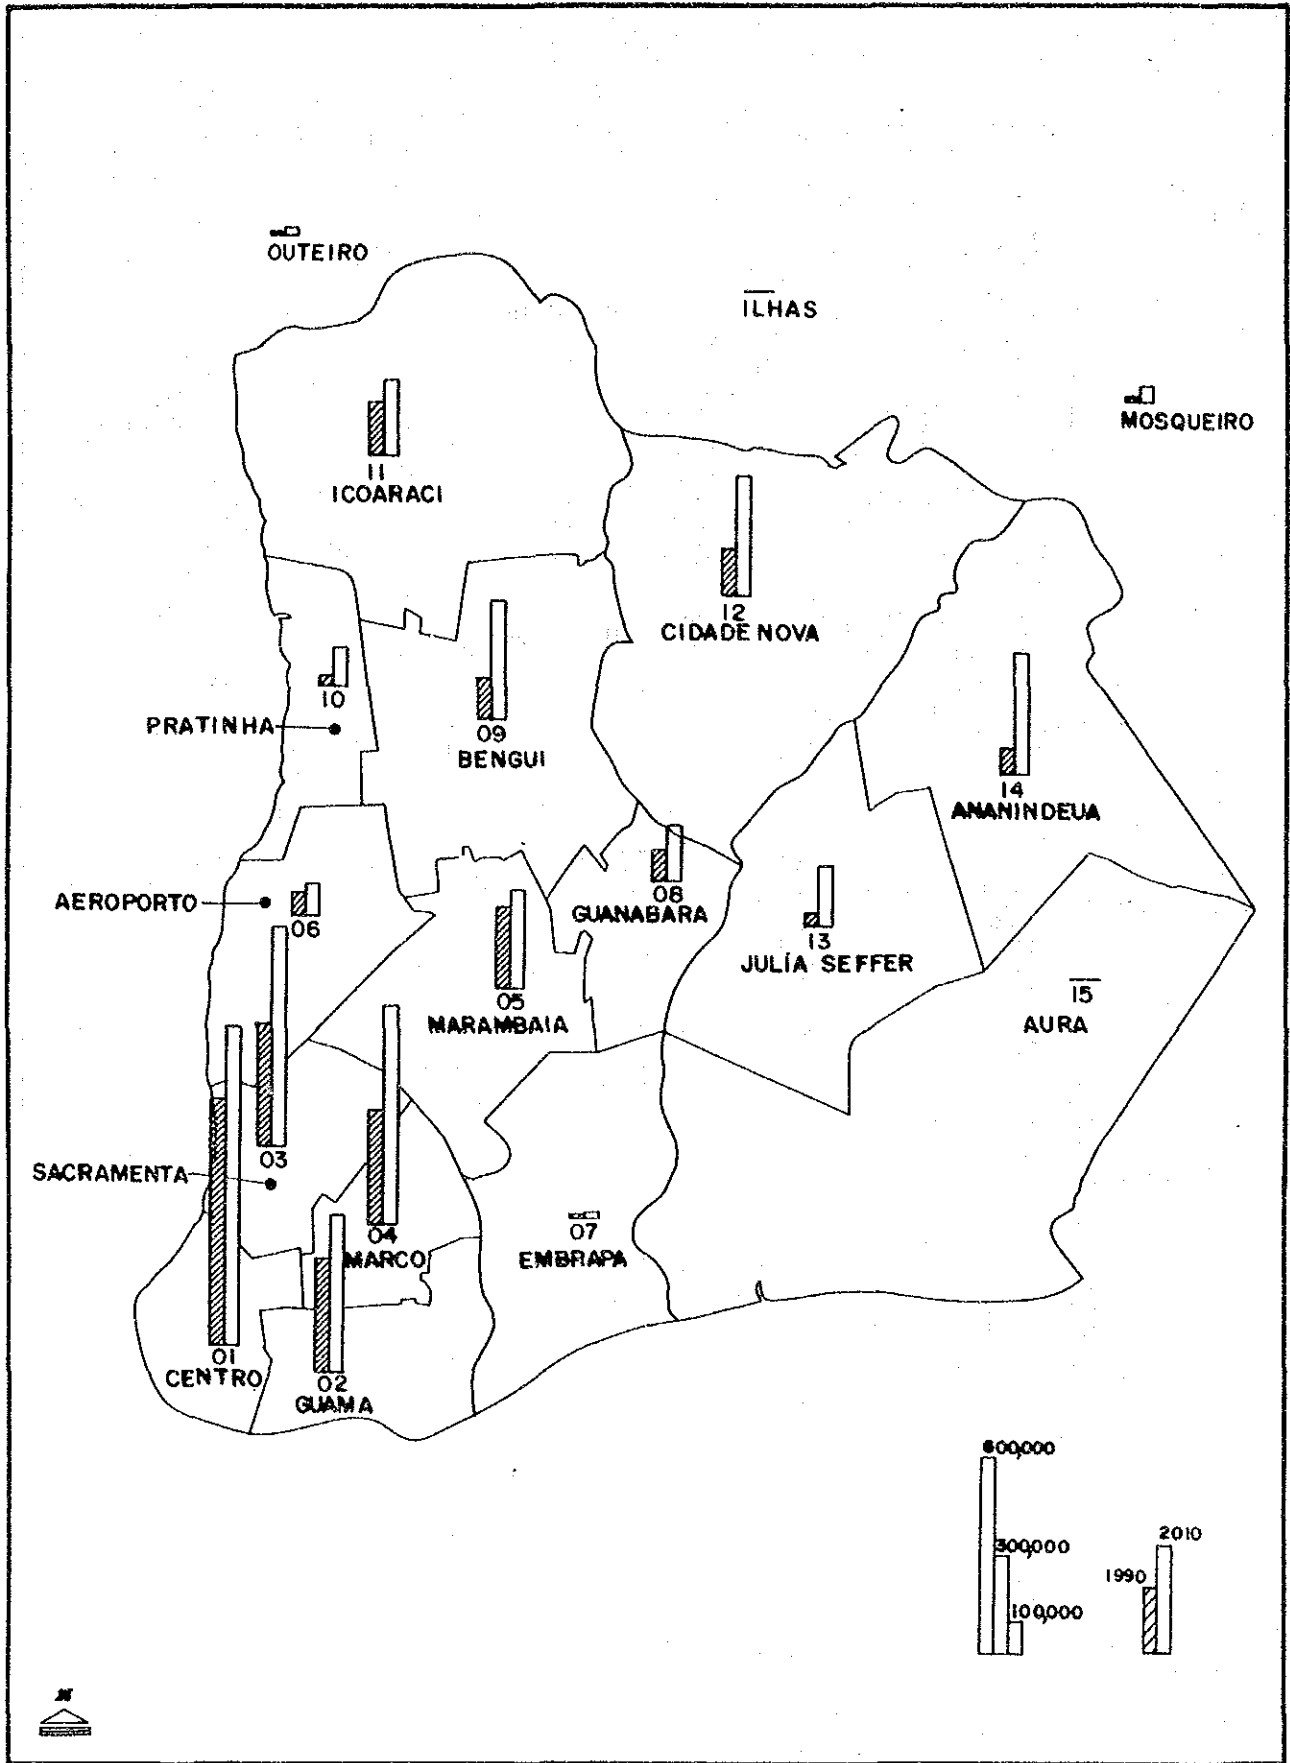 OUTEIRO
ILHAS
MOSQUEIRO
11
ICOARACI
12
CIDADE NOVA
10
PRATINHA
09
BENGUI
14
ANANINDEUA
AEROPORTO
06
08
GUANABARA
13
JULÍA SEFFER
05
MARAMBAIA
15
AURA
03
SACRAMENTA
04
MARCO
07
EMBRAPA
01
CENTRO
02
GUAMA
600,000
300,000
100,000
1990
2010
N